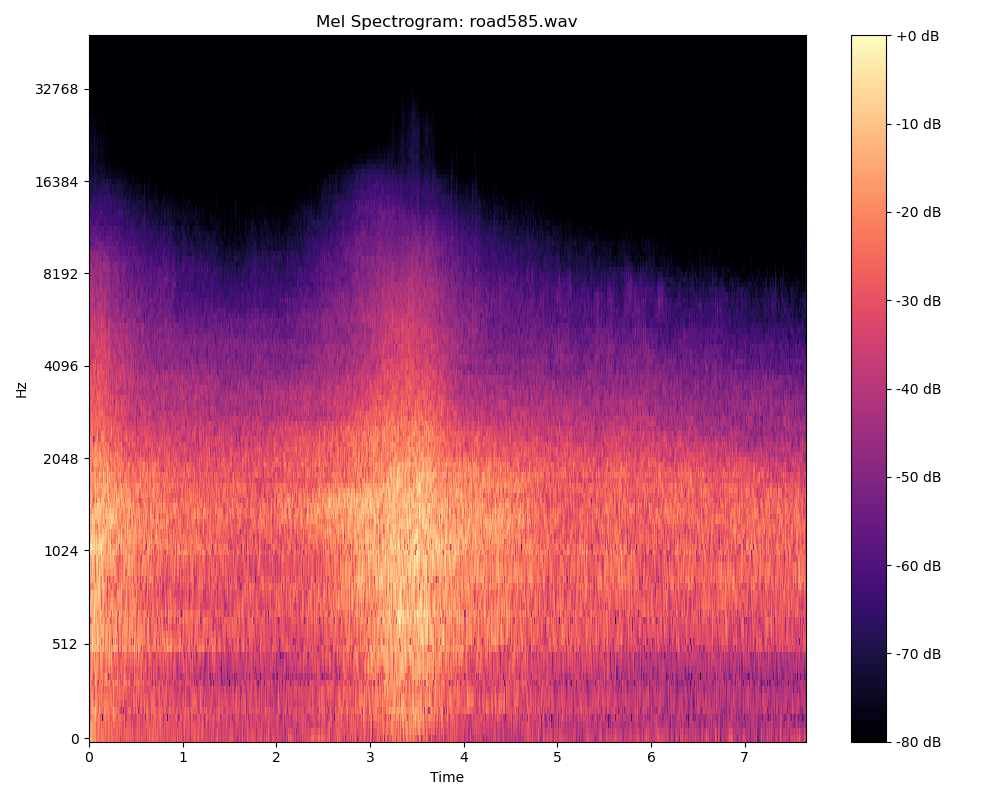 Mel Spectrogram: road585.wav
Hz
32768
16384
8192
4096
2048
1024
512
0
0 1 2 3 4 5 6 7
Time
+0 dB
-10 dB
-20 dB
-30 dB
-40 dB
-50 dB
-60 dB
-70 dB
-80 dB